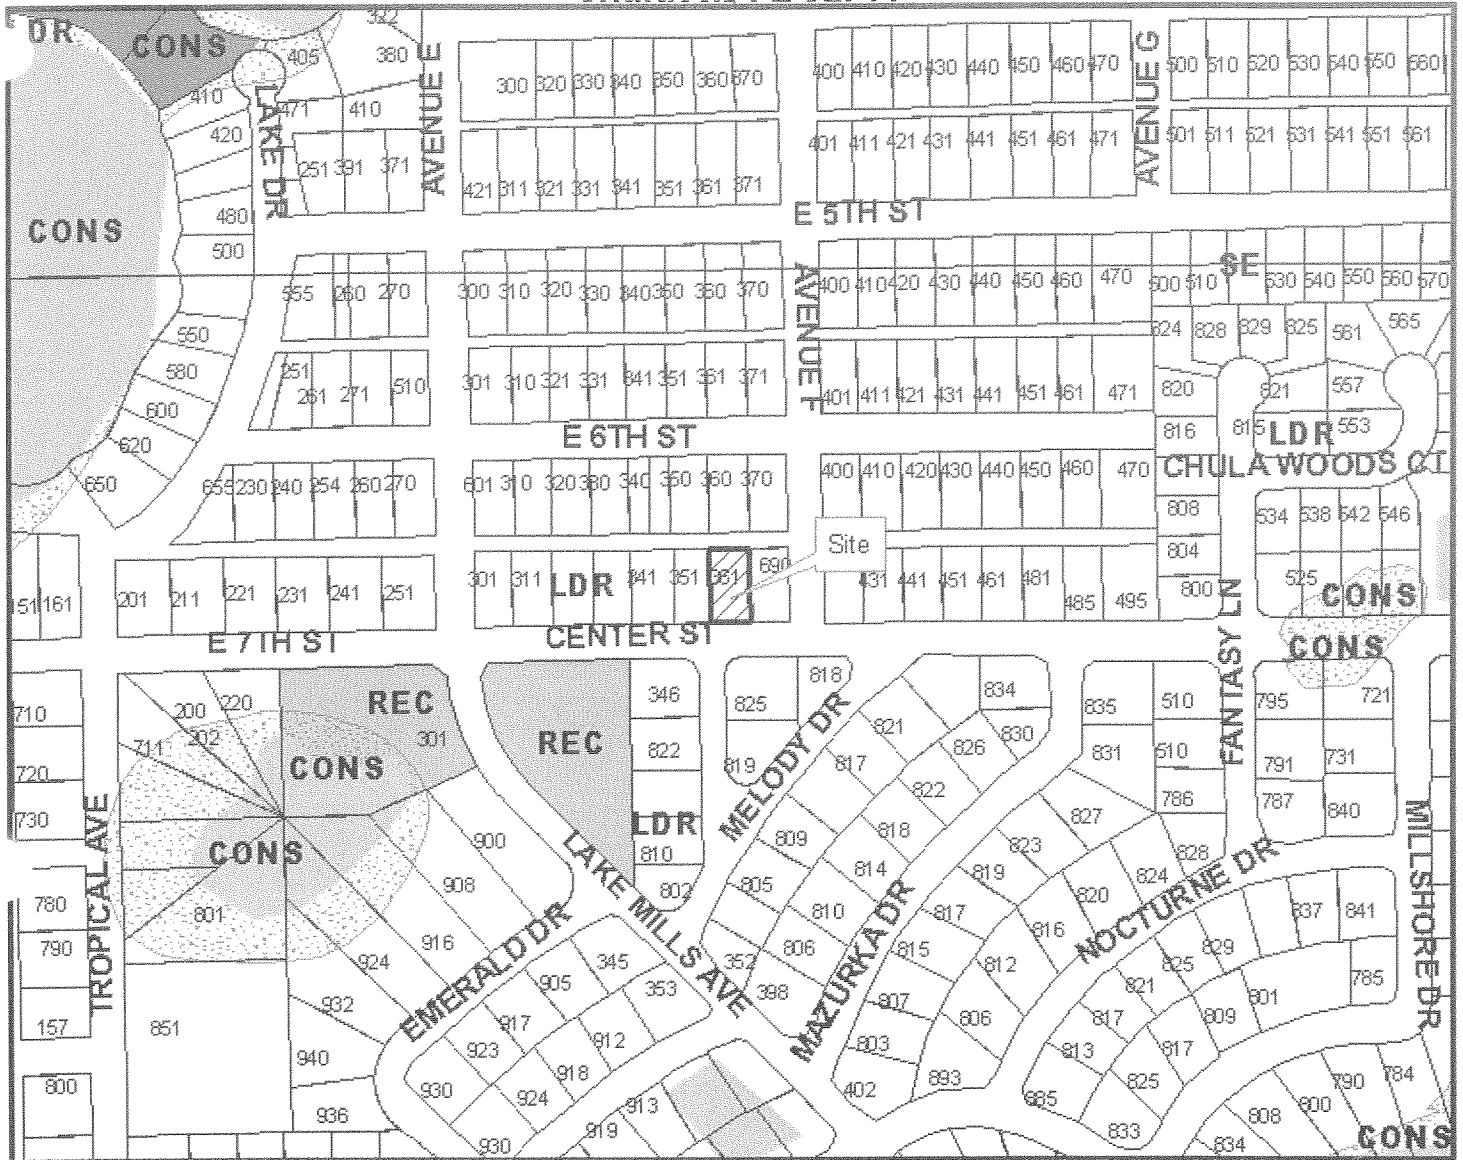 DR
CONS
405
380
AVENUE E
300 320 330 340 350 360 370
400 410 420 430 440 450 460 470
AVENUE G
500 510 520 530 540 550 560
410
LAKE DR
471
410
420
251 391 371
421 311 321 331 341 351 361 371
401 411 421 431 441 451 461 471
501 511 521 531 541 551 561
CONS
480
500
E 5TH ST
SE
555 260 270
300 310 320 330 340 350 360 370
AVENUE F
400 410 420 430 440 450 460 470
500 510 530 540 550 560 570
550
824 828 829 825 561 565
580
251 261 271 510
301 310 321 331 341 351 351 371
401 411 421 431 441 451 461 471
820 821 557
600
620
E 6TH ST
816 815 LDR 553
CHULA WOODS CT
650
655 230 240 254 260 270
601 310 320 330 340 350 360 370
400 410 420 430 440 450 460 470
808
534 538 542 546
Site
804
151 161
201 211 221 231 241 251
301 311 LDR 341 351 361 690
431 441 451 461 481 485 495
800
525
CONS
E 7TH ST
CENTER ST
FANTASY LN
CONS
710
200 220
202
711
REC
301
REC
346
825
818
834
835
510
795
721
MELODY DR
821
826 830
831
510
822
817
791 731
720
CONS
819
822
786
787
840
730
TROPICAL AVE
CONS
LDR
810
809
818
827
823
828
MILLSHORE DR
900
908
LAKE MILLS AVE
802
805
814
819
820
824
NOCTURNE DR
780
801
810
817
816
837 841
790
916
924
EMERALD DR
345
352
806
MAZURKA DR
815
812
829
825
785
905
353
398
821
801
157
851
932
917
807
806
817
809
923
912
803
813
817
940
918
800
930
924
402
893
885
825
790 784
936
913
808 800
919
930
833
834
CONS